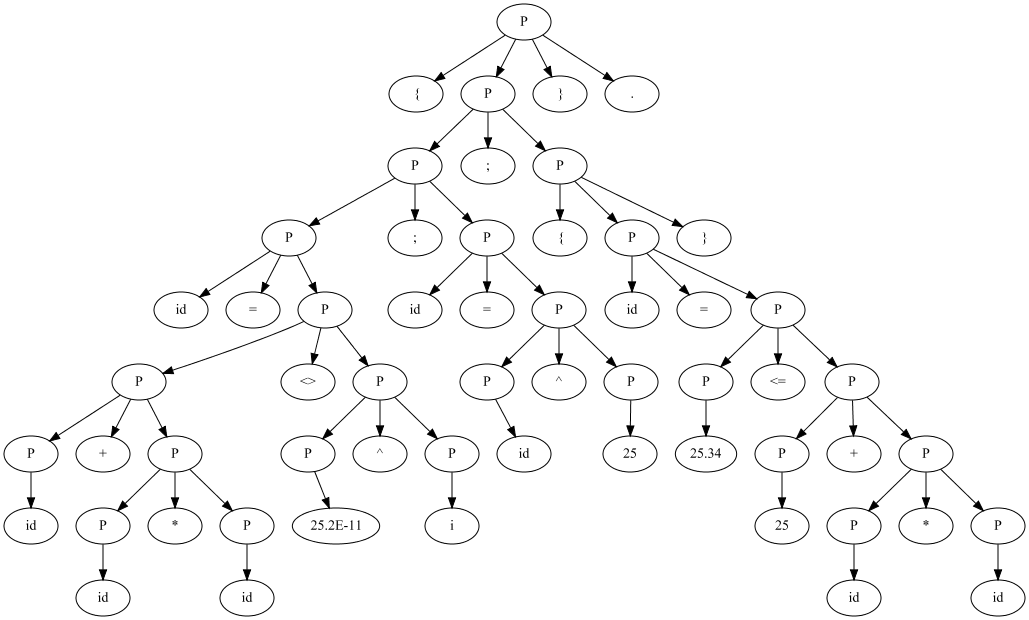 P
{ P } .
P ; P
P ; P { P }
id = P id = P id = P
P <> P P ^ P P <= P
P + P P ^ P id 25 25.34 P + P
id P * P 25.2E-11 i 25 P * P
id id id id